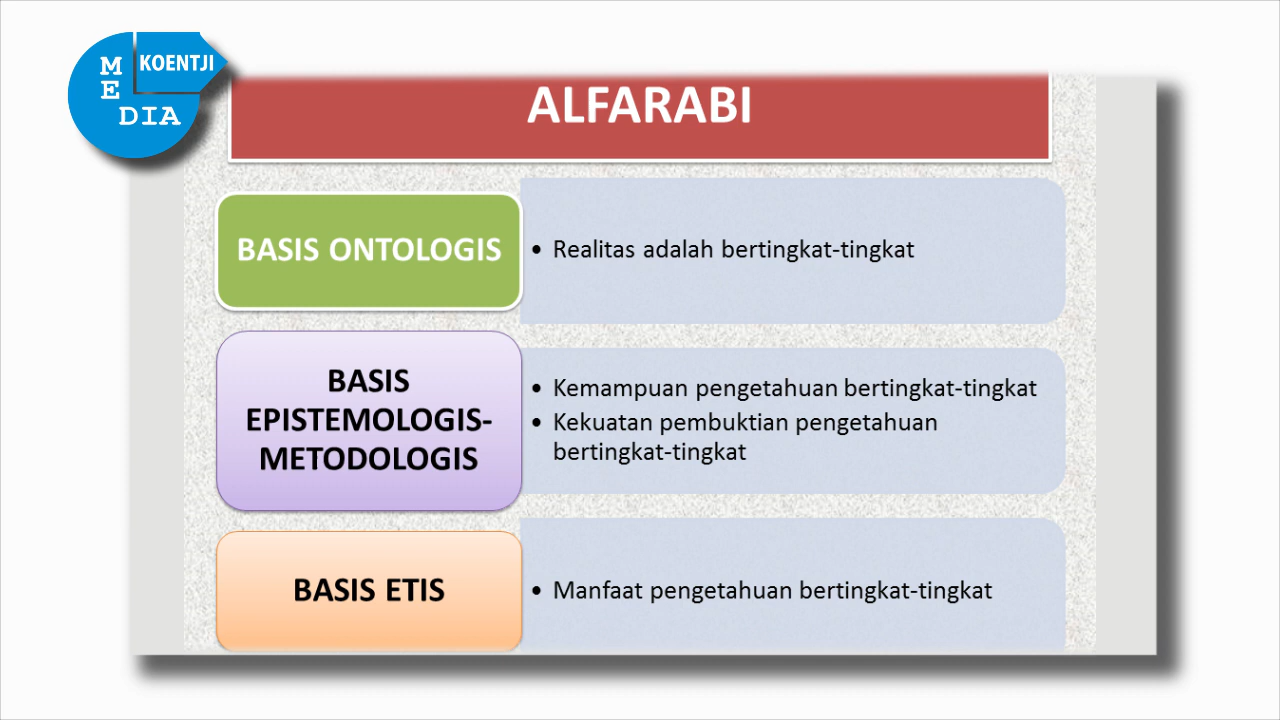 M
E
DIA
KOENTJI
ALFARABI
BASIS ONTOLOGIS
• Realitas adalah bertingkat-tingkat
BASIS
EPISTEMOLOGIS-
METODOLOGIS
• Kemampuan pengetahuan bertingkat-tingkat
• Kekuatan pembuktian pengetahuan
bertingkat-tingkat
BASIS ETIS
• Manfaat pengetahuan bertingkat-tingkat